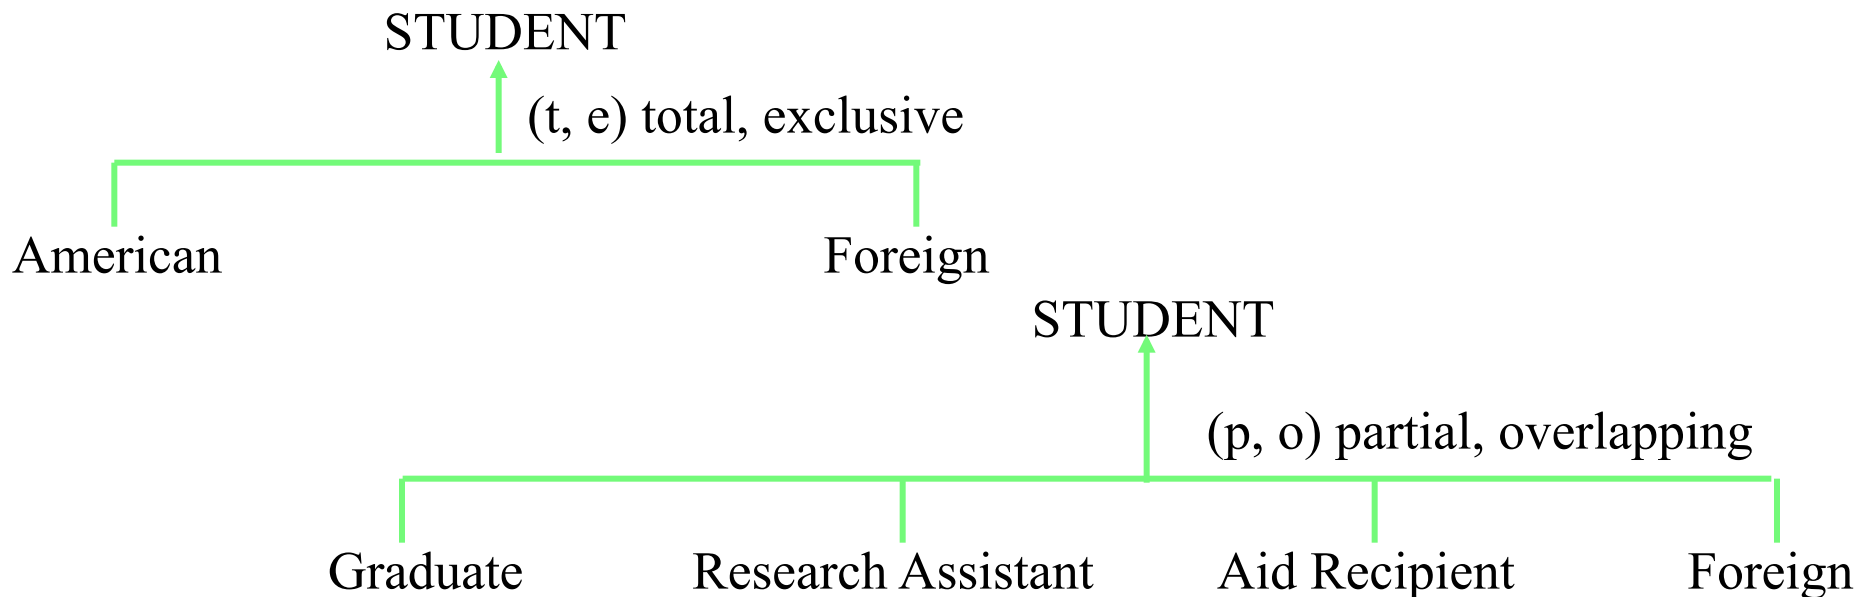 STUDENT
(t, e) total, exclusive
American Foreign
STUDENT
(p, o) partial, overlapping
Graduate Research Assistant Aid Recipient Foreign